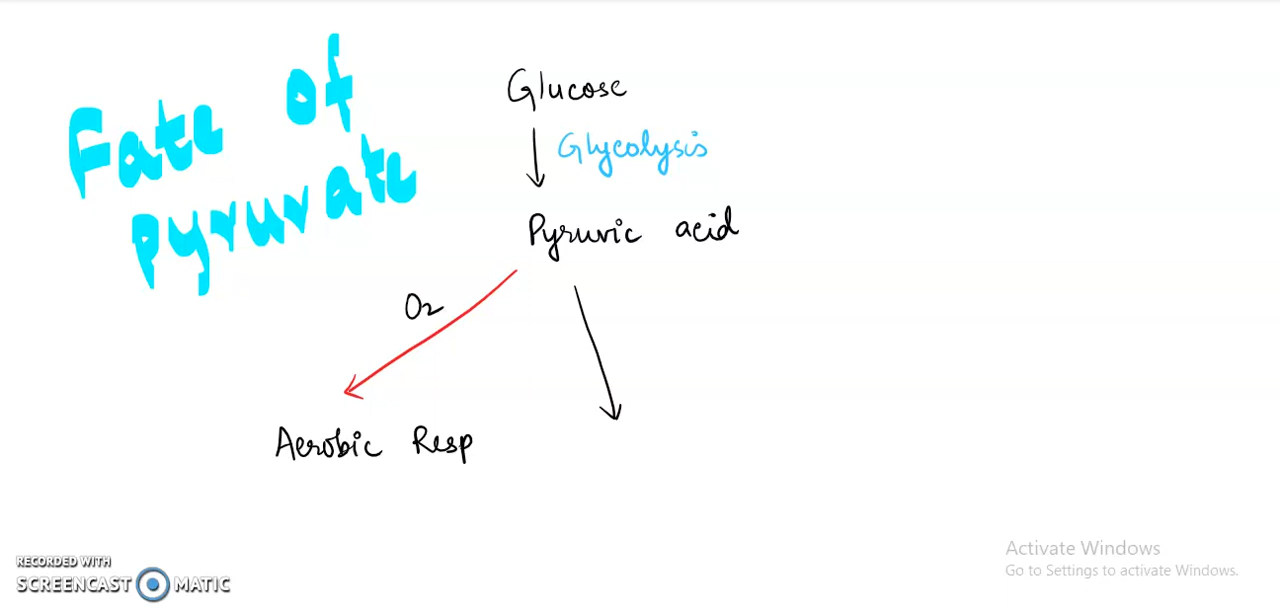 Fate of
pyruvate
Glucose
Glycolysis
Pyruvic acid
O2
Aerobic Resp
RECORDED WITH
SCREENCAST MATIC
Activate Windows
Go to Settings to activate Windows.